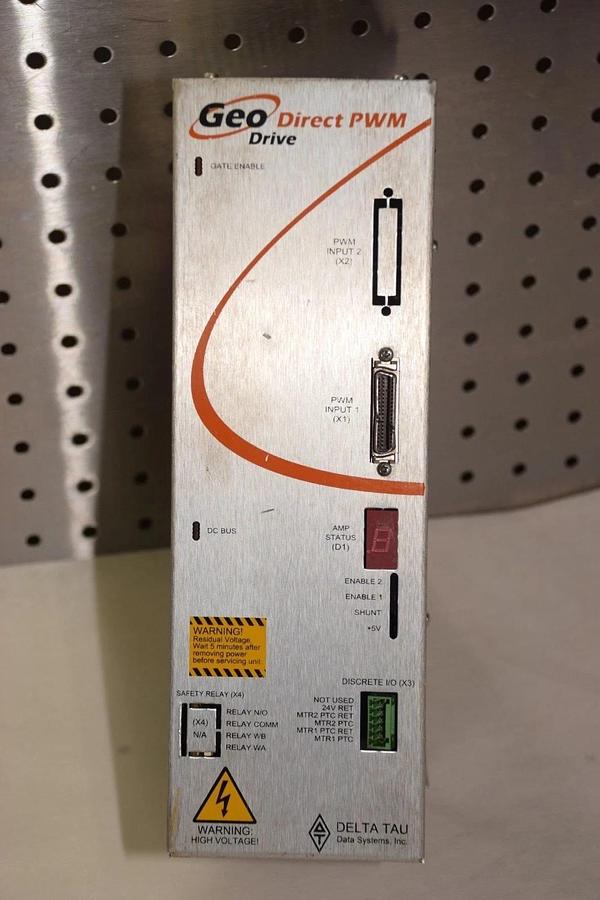 Geo Direct PWM
Drive
GATE ENABLE
PWM
INPUT 2
(X2)
PWM
INPUT 1
(X1)
DC BUS
AMP
STATUS
(D1)
8
ENABLE 2
ENABLE 1
SHUNT
+5V
WARNING!
Residual Voltage.
Wait 5 minutes after
removing power
before servicing unit.
DISCRETE I/O (X3)
NOT USED
24V RET
MTR2 PTC RET
MTR2 PTC
MTR1 PTC RET
MTR1 PTC
SAFETY RELAY (X4)
(X4)
N/A
RELAY N/O
RELAY COMM
RELAY WB
RELAY WA
WARNING:
HIGH VOLTAGE!
DELTA TAU
Data Systems, Inc.